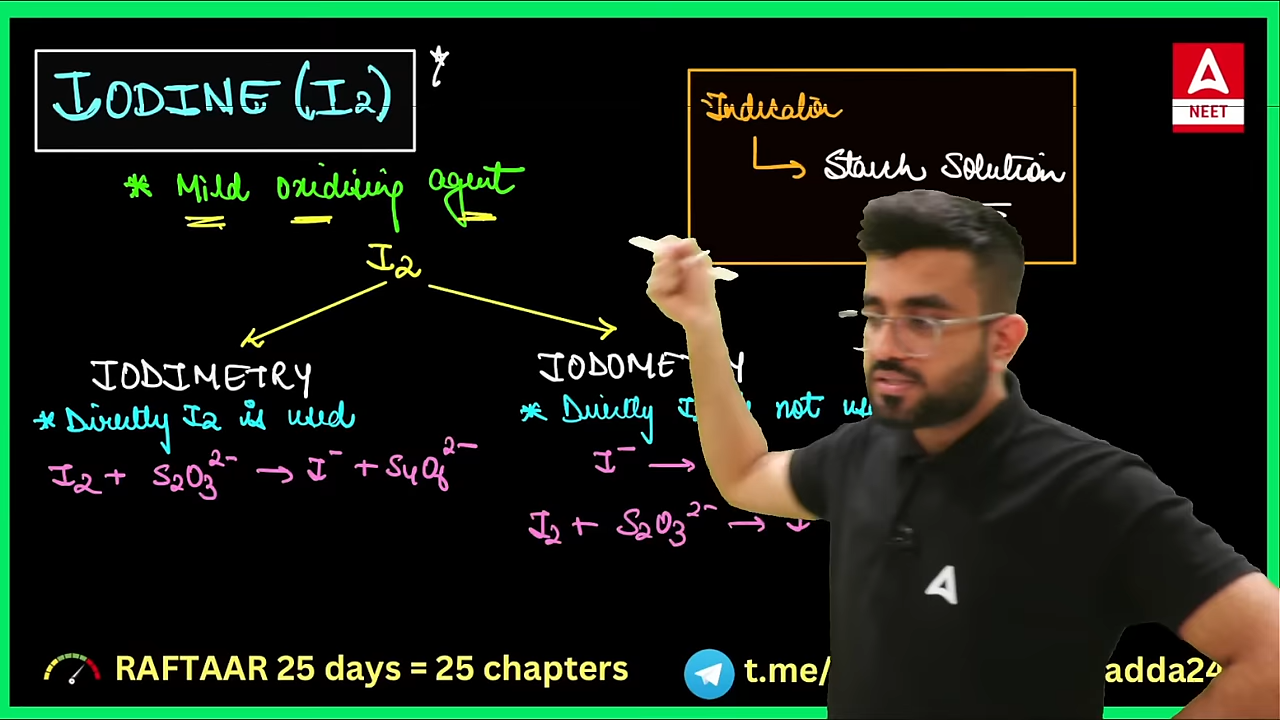 IODINE (I2) *
NEET
Indicator
Starch Solution
* Mild oxidising agent
I2
IODIMETRY
IODOMETRY
* Directly I2 is used
* Directly not
I2 + S2O3 2- → I- + S4O6 2-
I- →
I2 + S2O3 2- → I
RAFTAAR 25 days = 25 chapters
t.me/ adda24